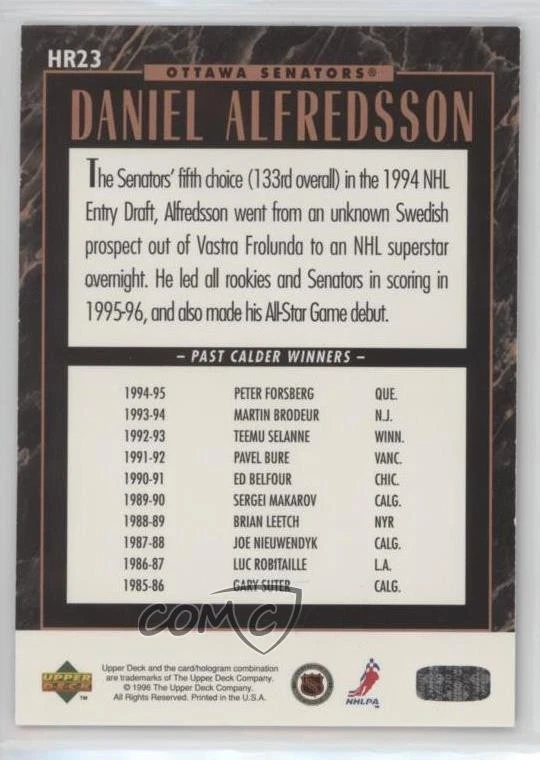 HR23
OTTAWA SENATORS®
DANIEL ALFREDSSON
The Senators' fifth choice (133rd overall) in the 1994 NHL
Entry Draft, Alfredsson went from an unknown Swedish
prospect out of Vastra Frolunda to an NHL superstar
overnight. He led all rookies and Senators in scoring in
1995-96, and also made his All-Star Game debut.
– PAST CALDER WINNERS –
1994-95 PETER FORSBERG QUE.
1993-94 MARTIN BRODEUR N.J.
1992-93 TEEMU SELANNE WINN.
1991-92 PAVEL BURE VANC.
1990-91 ED BELFOUR CHIC.
1989-90 SERGEI MAKAROV CALG.
1988-89 BRIAN LEETCH NYR
1987-88 JOE NIEUWENDYK CALG.
1986-87 LUC ROBITAILLE L.A.
1985-86 GARY SUTER CALG.
COMC
UPPER
DECK
TM
Upper Deck and the card/hologram combination
are trademarks of The Upper Deck Company.
© 1996 The Upper Deck Company.
All Rights Reserved. Printed in the U.S.A.
NHL
NHLPA